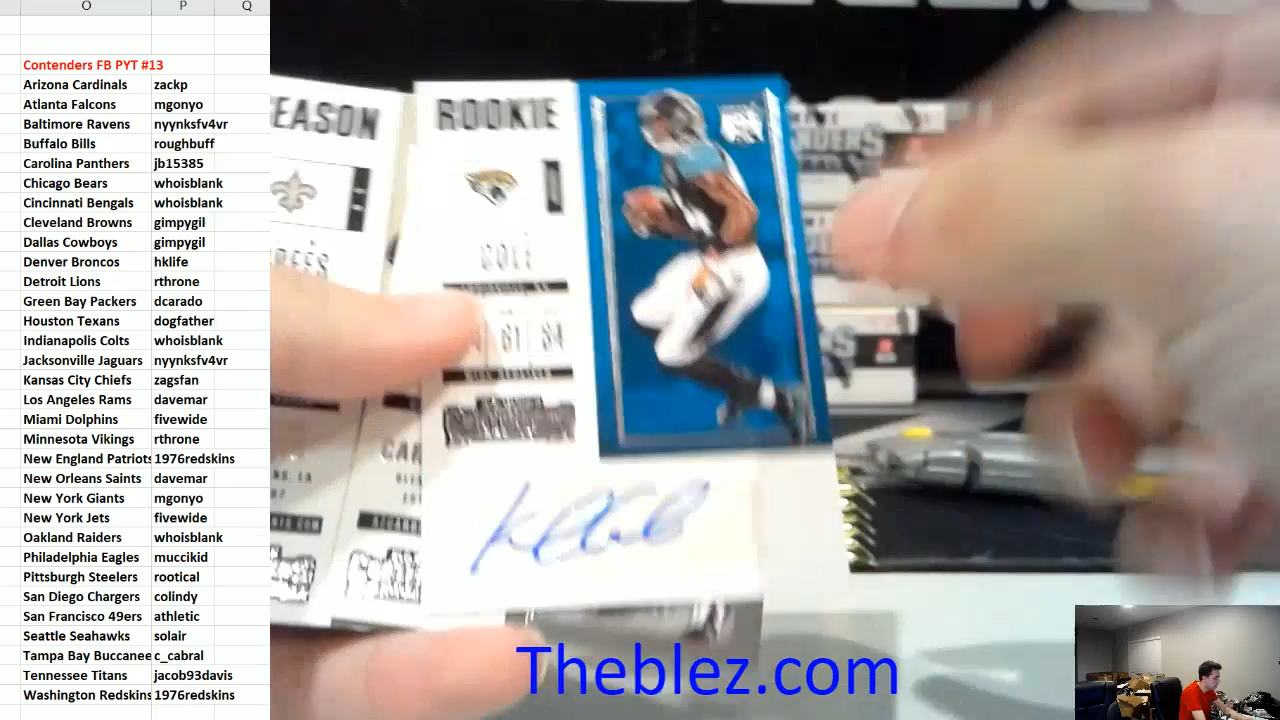 O P Q
Contenders FB PYT #13
Arizona Cardinals zackp
Atlanta Falcons mgonyo
Baltimore Ravens nyynksfv4vr
Buffalo Bills roughbuff
Carolina Panthers jb15385
Chicago Bears whoisblank
Cincinnati Bengals whoisblank
Cleveland Browns gimpygil
Dallas Cowboys gimpygil
Denver Broncos hklife
Detroit Lions rthrone
Green Bay Packers dcarado
Houston Texans dogfather
Indianapolis Colts whoisblank
Jacksonville Jaguars nyynksfv4vr
Kansas City Chiefs zagsfan
Los Angeles Rams davemar
Miami Dolphins fivewide
Minnesota Vikings rthrone
New England Patriots 1976redskins
New Orleans Saints davemar
New York Giants mgonyo
New York Jets fivewide
Oakland Raiders whoisblank
Philadelphia Eagles muccikid
Pittsburgh Steelers rootical
San Diego Chargers colindy
San Francisco 49ers athletic
Seattle Seahawks solair
Tampa Bay Buccanee c_cabral
Tennessee Titans jacob93davis
Washington Redskins 1976redskins
EASON
ROOKIE
COLE
81 84
Theblez.com